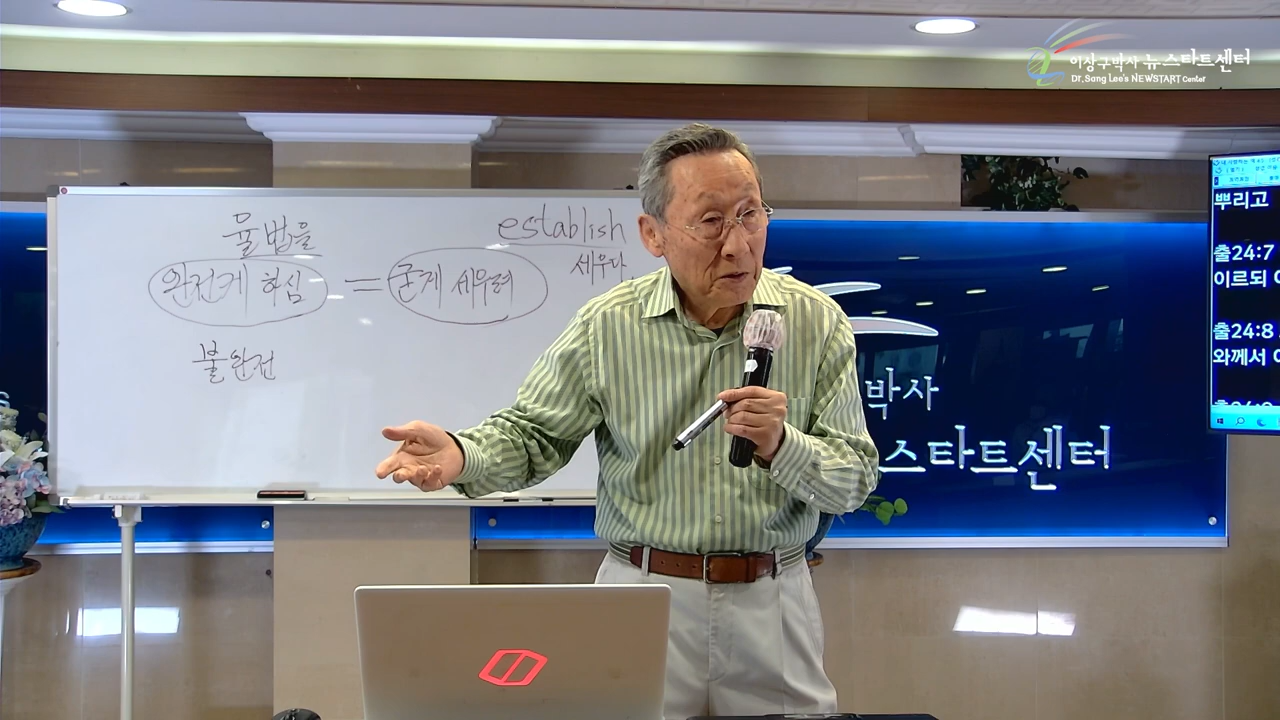 이상구박사 뉴스타트센터
Dr. Sang Lee's NEWSTART Center
율법을
완전케 하심 = 굳게 세우려
establish
세우다.
불완전
뿌리고
출24:7
이르되
출24:8
와께서
박사
스타트센터